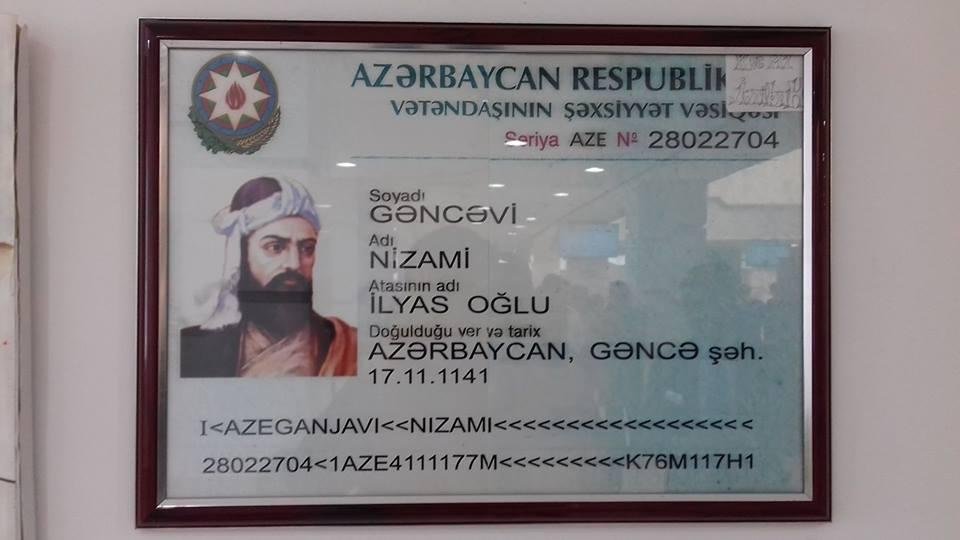 AZƏRBAYCAN RESPUBLİK
VƏTƏNDAŞININ ŞƏXSİYYƏT VƏSİQƏSİ
Seriya AZE № 28022704
Soyadı
GƏNCƏVİ
Adı
NİZAMİ
Atasının adı
İLYAS OĞLU
Doğulduğu yer və tarix
AZƏRBAYCAN, GƏNCƏ şəh.
17.11.1141
I<AZEGANJAVI<<NIZAMI<<<<<<<<<<<<<<<<<<
28022704<1AZE4111177M<<<<<<<<<K76M117H1